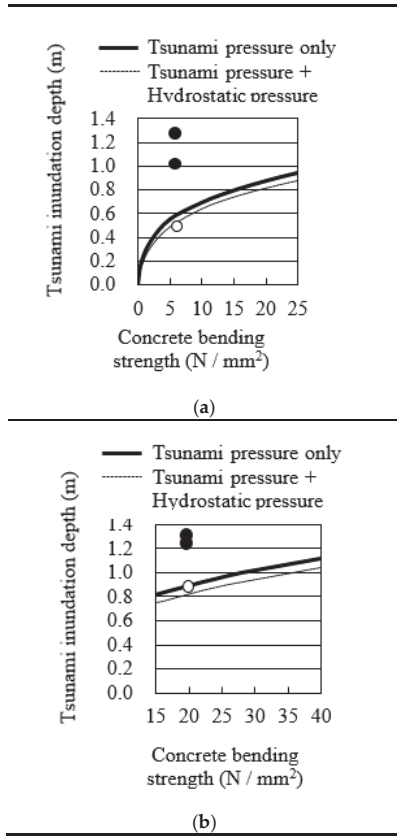 Tsunami pressure only
Tsunami pressure +
Hydrostatic pressure
Tsunami inundation depth (m)
1.4
1.2
1.0
0.8
0.6
0.4
0.2
0.0
0 5 10 15 20 25
Concrete bending
strength (N / mm²)
(a)
Tsunami pressure only
Tsunami pressure +
Hydrostatic pressure
Tsunami inundation depth (m)
1.4
1.2
1.0
0.8
0.6
0.4
0.2
0.0
15 20 25 30 35 40
Concrete bending
strength (N / mm²)
(b)